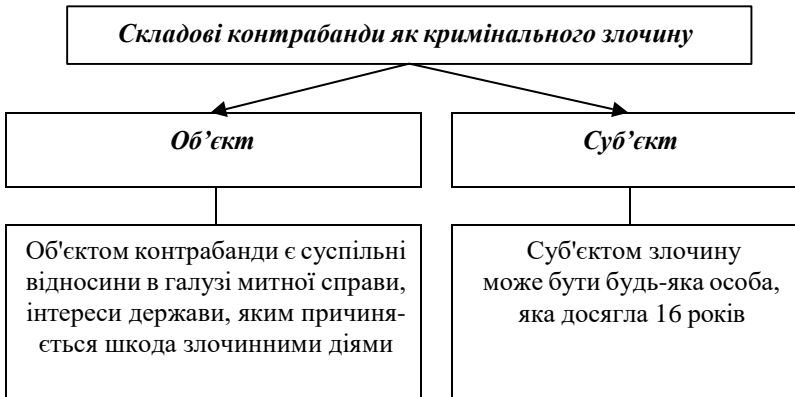 Складові контрабанди як кримінального злочину
Об’єкт
Суб’єкт
Об'єктом контрабанди є суспільні
відносини в галузі митної справи,
інтереси держави, яким причиня-
ється шкода злочинними діями
Суб'єктом злочину
може бути будь-яка особа,
яка досягла 16 років